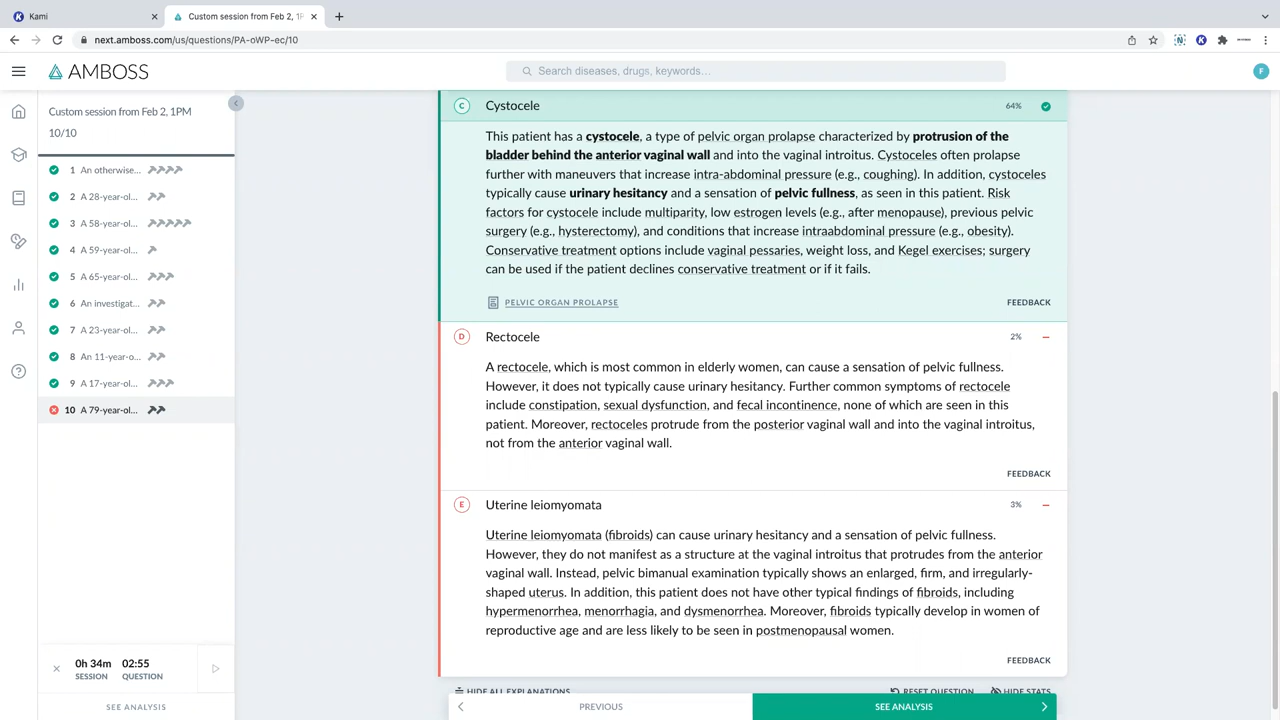 Kami
Custom session from Feb 2, 1P
next.amboss.com/us/questions/PA-oWP-ec/10
AMBOSS
Search diseases, drugs, keywords…
F
Custom session from Feb 2, 1PM
10/10
1 An otherwise...
2 A 28-year-ol...
3 A 58-year-ol...
4 A 59-year-ol...
5 A 65-year-ol...
6 An investigat...
7 A 23-year-ol...
8 An 11-year-o...
9 A 17-year-ol...
10 A 79-year-ol...
0h 34m 02:55
SESSION QUESTION
SEE ANALYSIS
C Cystocele 64%
This patient has a cystocele, a type of pelvic organ prolapse characterized by protrusion of the
bladder behind the anterior vaginal wall and into the vaginal introitus. Cystoceles often prolapse
further with maneuvers that increase intra-abdominal pressure (e.g., coughing). In addition, cystoceles
typically cause urinary hesitancy and a sensation of pelvic fullness, as seen in this patient. Risk
factors for cystocele include multiparity, low estrogen levels (e.g., after menopause), previous pelvic
surgery (e.g., hysterectomy), and conditions that increase intraabdominal pressure (e.g., obesity).
Conservative treatment options include vaginal pessaries, weight loss, and Kegel exercises; surgery
can be used if the patient declines conservative treatment or if it fails.
PELVIC ORGAN PROLAPSE FEEDBACK
D Rectocele 2%
A rectocele, which is most common in elderly women, can cause a sensation of pelvic fullness.
However, it does not typically cause urinary hesitancy. Further common symptoms of rectocele
include constipation, sexual dysfunction, and fecal incontinence, none of which are seen in this
patient. Moreover, rectoceles protrude from the posterior vaginal wall and into the vaginal introitus,
not from the anterior vaginal wall.
FEEDBACK
E Uterine leiomyomata 3%
Uterine leiomyomata (fibroids) can cause urinary hesitancy and a sensation of pelvic fullness.
However, they do not manifest as a structure at the vaginal introitus that protrudes from the anterior
vaginal wall. Instead, pelvic bimanual examination typically shows an enlarged, firm, and irregularly-
shaped uterus. In addition, this patient does not have other typical findings of fibroids, including
hypermenorrhea, menorrhagia, and dysmenorrhea. Moreover, fibroids typically develop in women of
reproductive age and are less likely to be seen in postmenopausal women.
FEEDBACK
HIDE ALL EXPLANATIONS RESET QUESTION HIDE STATS
PREVIOUS SEE ANALYSIS